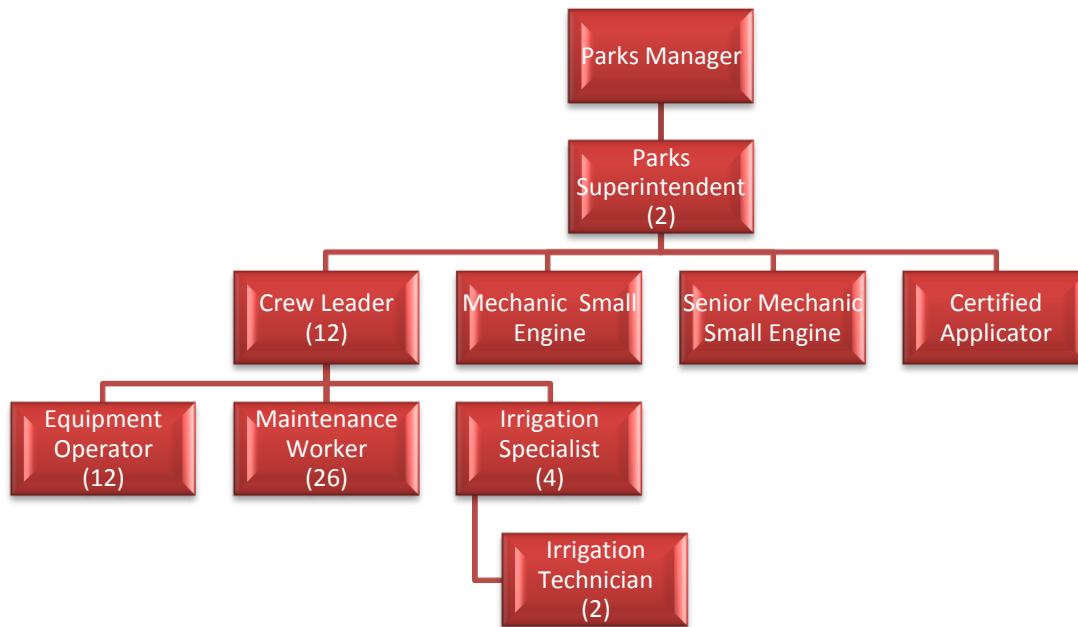 Parks Manager
Parks
Superintendent
(2)
Crew Leader
(12)
Mechanic  Small
Engine
Senior Mechanic
Small Engine
Certified
Applicator
Equipment
Operator
(12)
Maintenance
Worker
(26)
Irrigation
Specialist
(4)
Irrigation
Technician
(2)